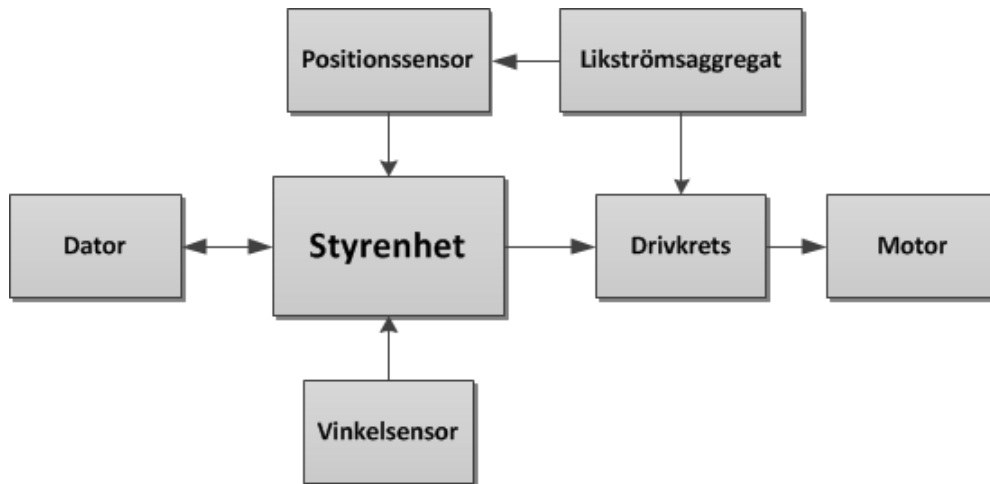 Positionssensor
Likströmsaggregat
Dator
Styrenhet
Drivkrets
Motor
Vinkelsensor